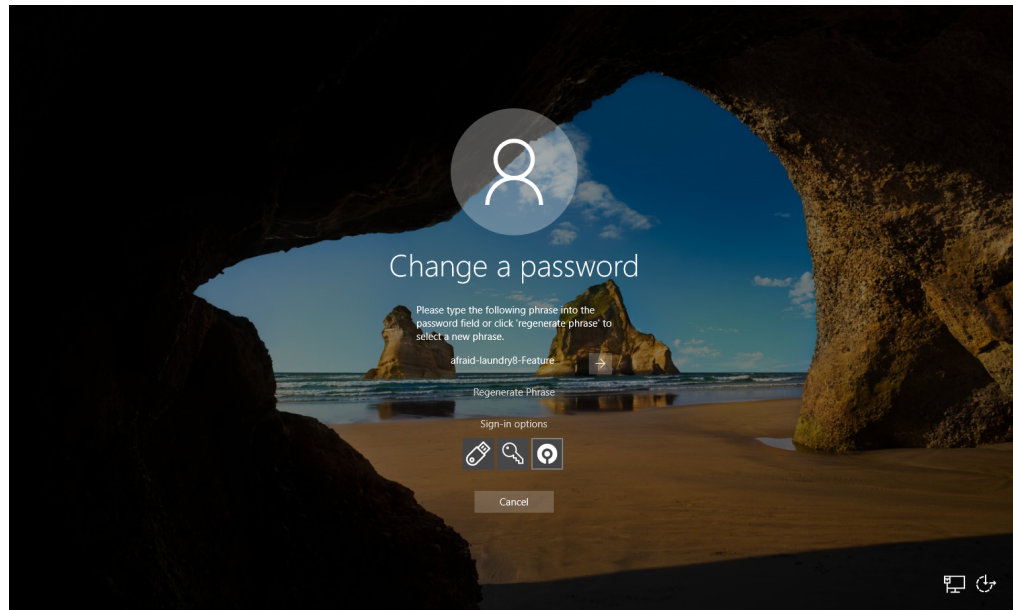 Change a password
Please type the following phrase into the
password field or click 'regenerate phrase' to
select a new phrase.
afraid-laundry8-Feature
Regenerate Phrase
Sign-in options
Cancel